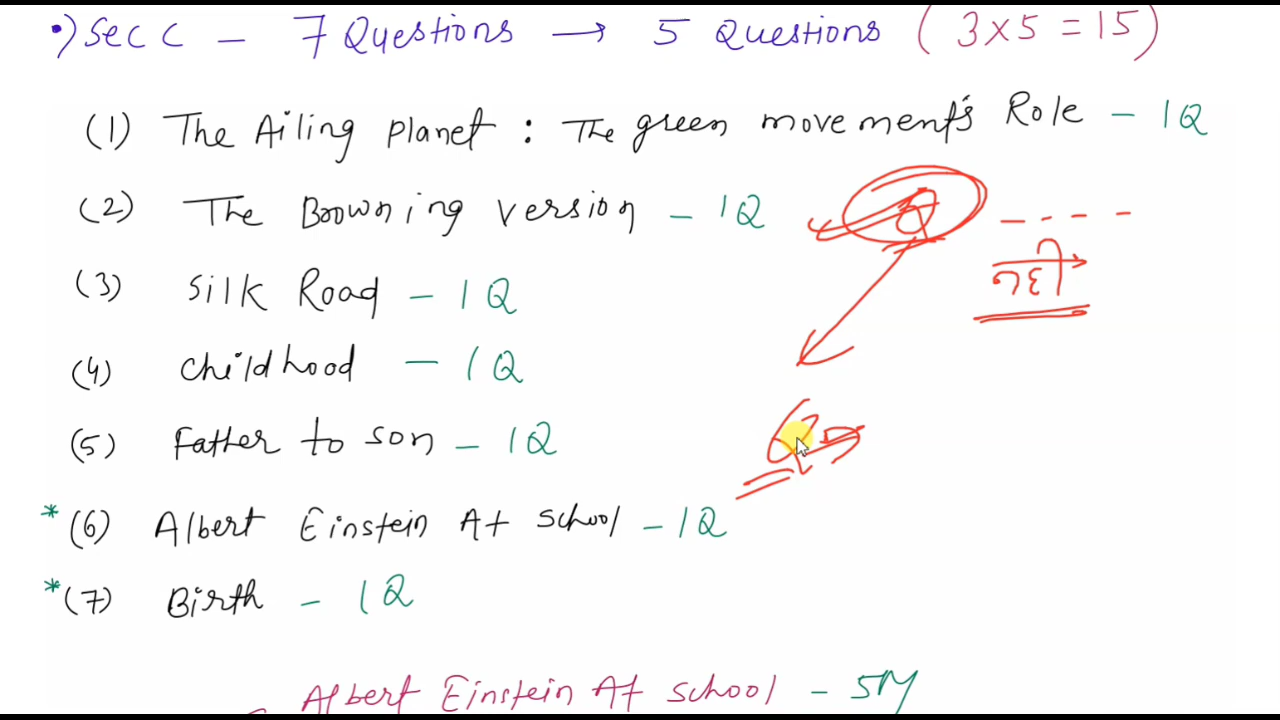 •) Sec C - 7 Questions → 5 Questions ( 3×5 = 15 )
(1) The Ailing planet : The green movement's Role - 1Q
(2) The Browning version - 1Q
Q - - - -
(3) Silk Road - 1Q
(4) Childhood - 1Q
(5) Father to son - 1Q
* (6) Albert Einstein At school - 1Q
* (7) Birth - 1Q
Albert Einstein At school - 5M